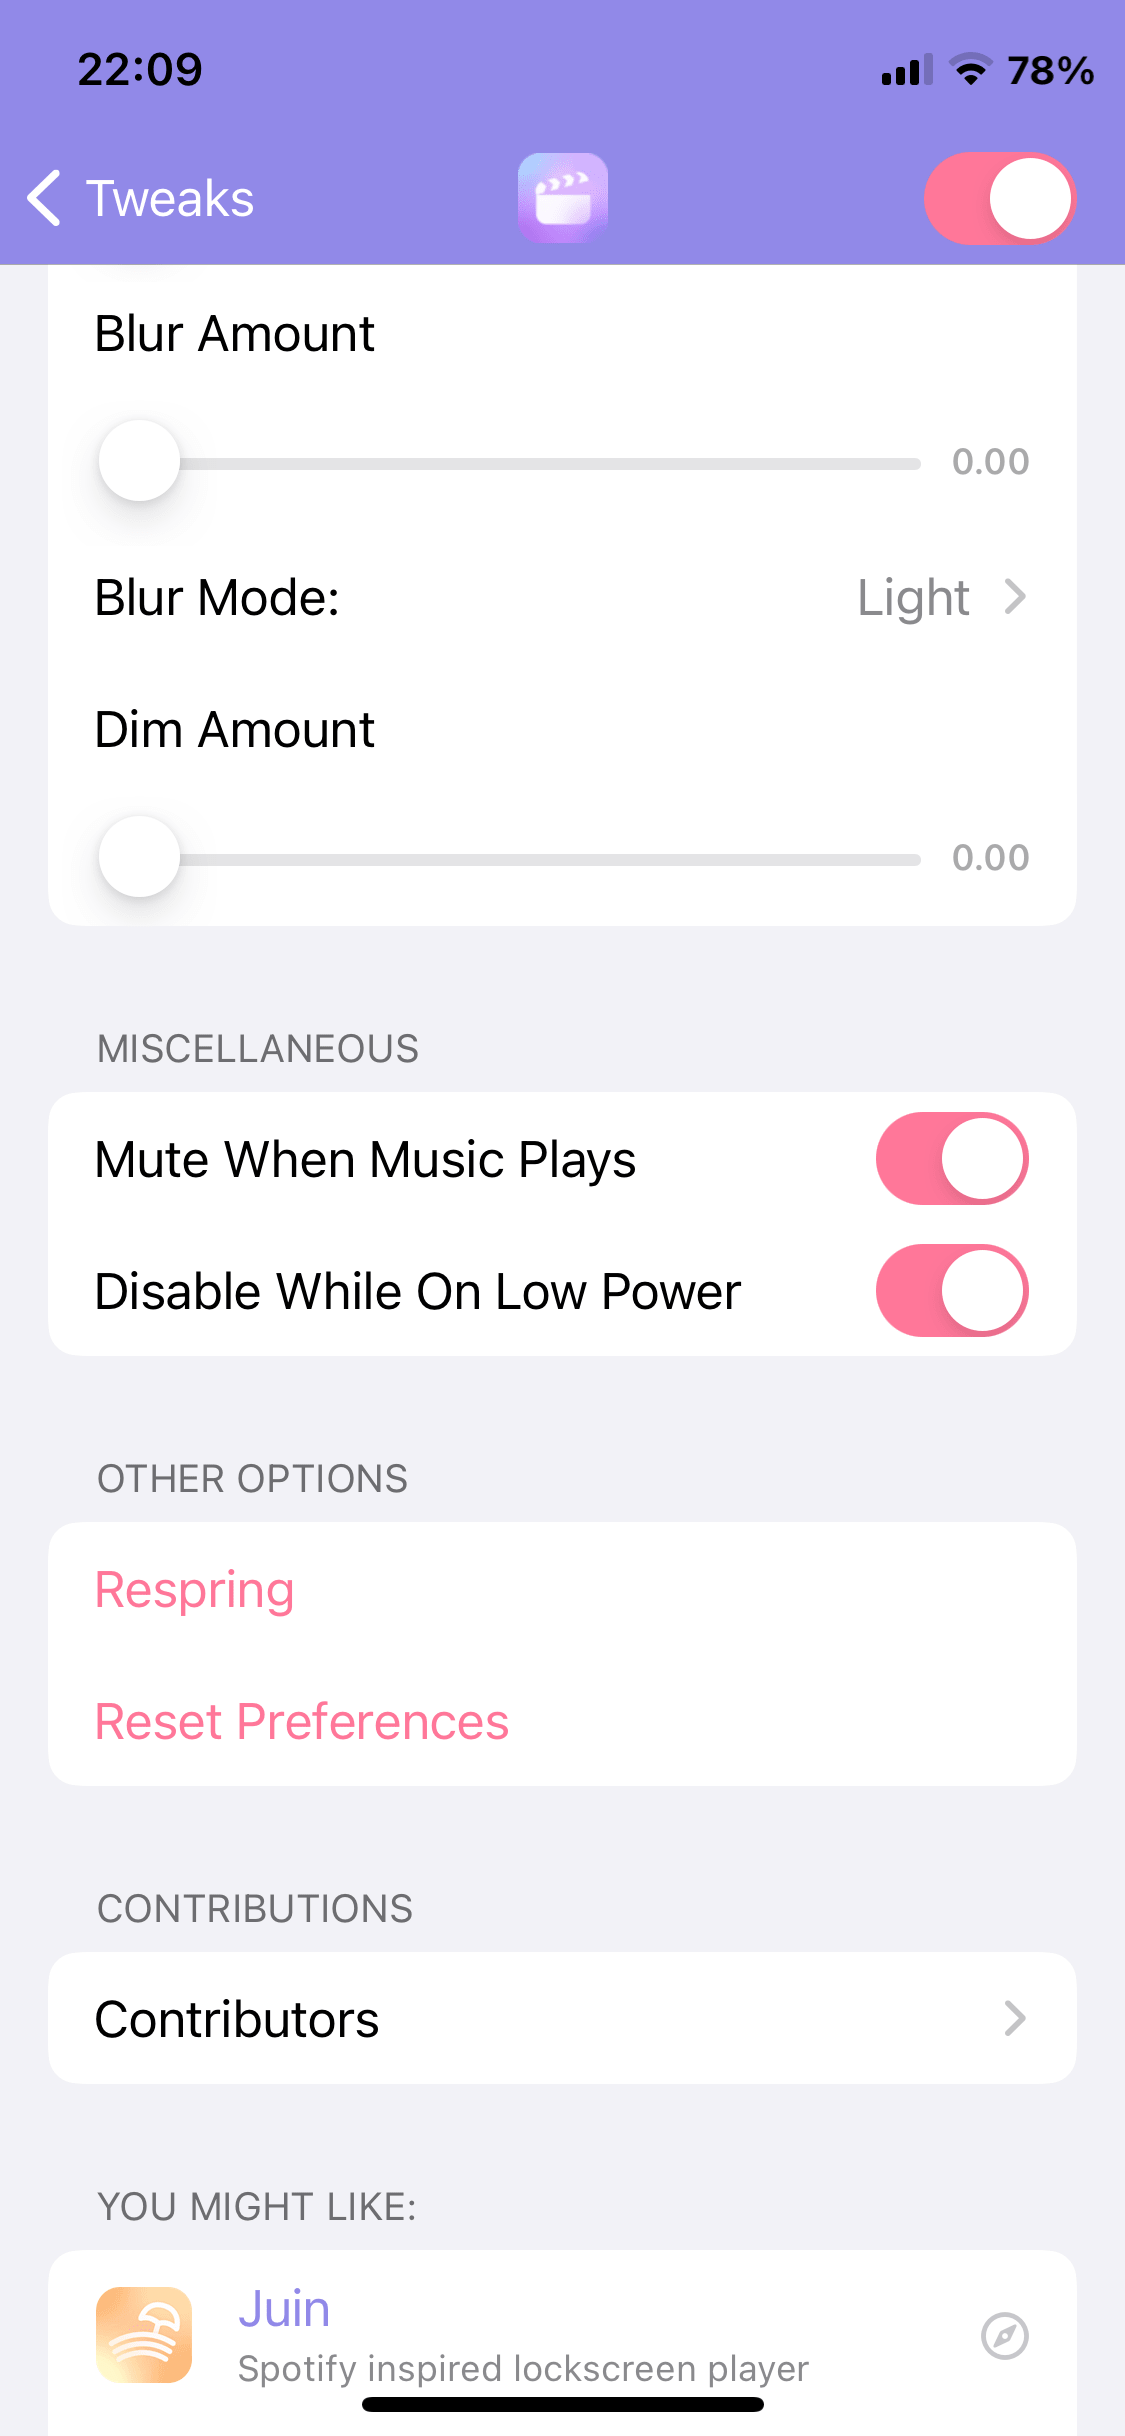 22:09
78%
Tweaks
Blur Amount
0.00
Blur Mode:
Light
Dim Amount
0.00
MISCELLANEOUS
Mute When Music Plays
Disable While On Low Power
OTHER OPTIONS
Respring
Reset Preferences
CONTRIBUTIONS
Contributors
YOU MIGHT LIKE:
Juin
Spotify inspired lockscreen player